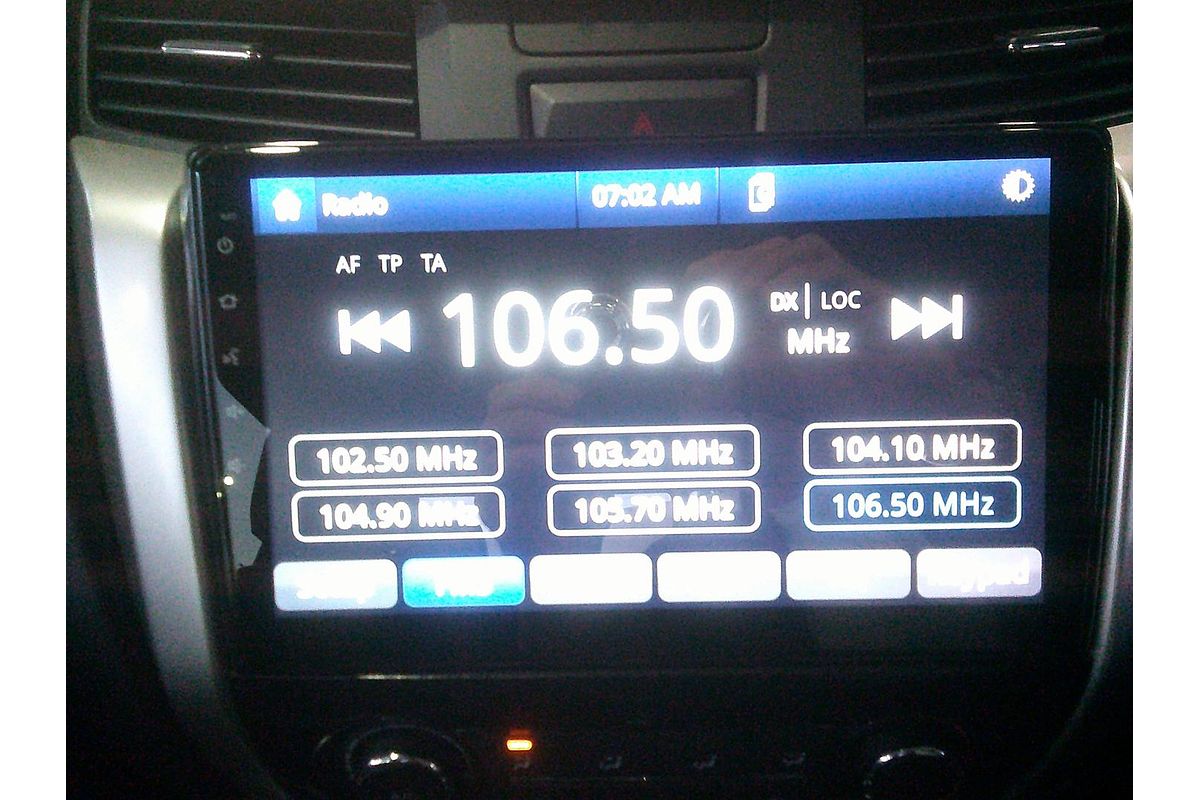 Radio 07:02 AM
AF TP TA
106.50 DX LOC
MHz
102.50 MHz 103.20 MHz 104.10 MHz
104.90 MHz 105.70 MHz 106.50 MHz
Keypad